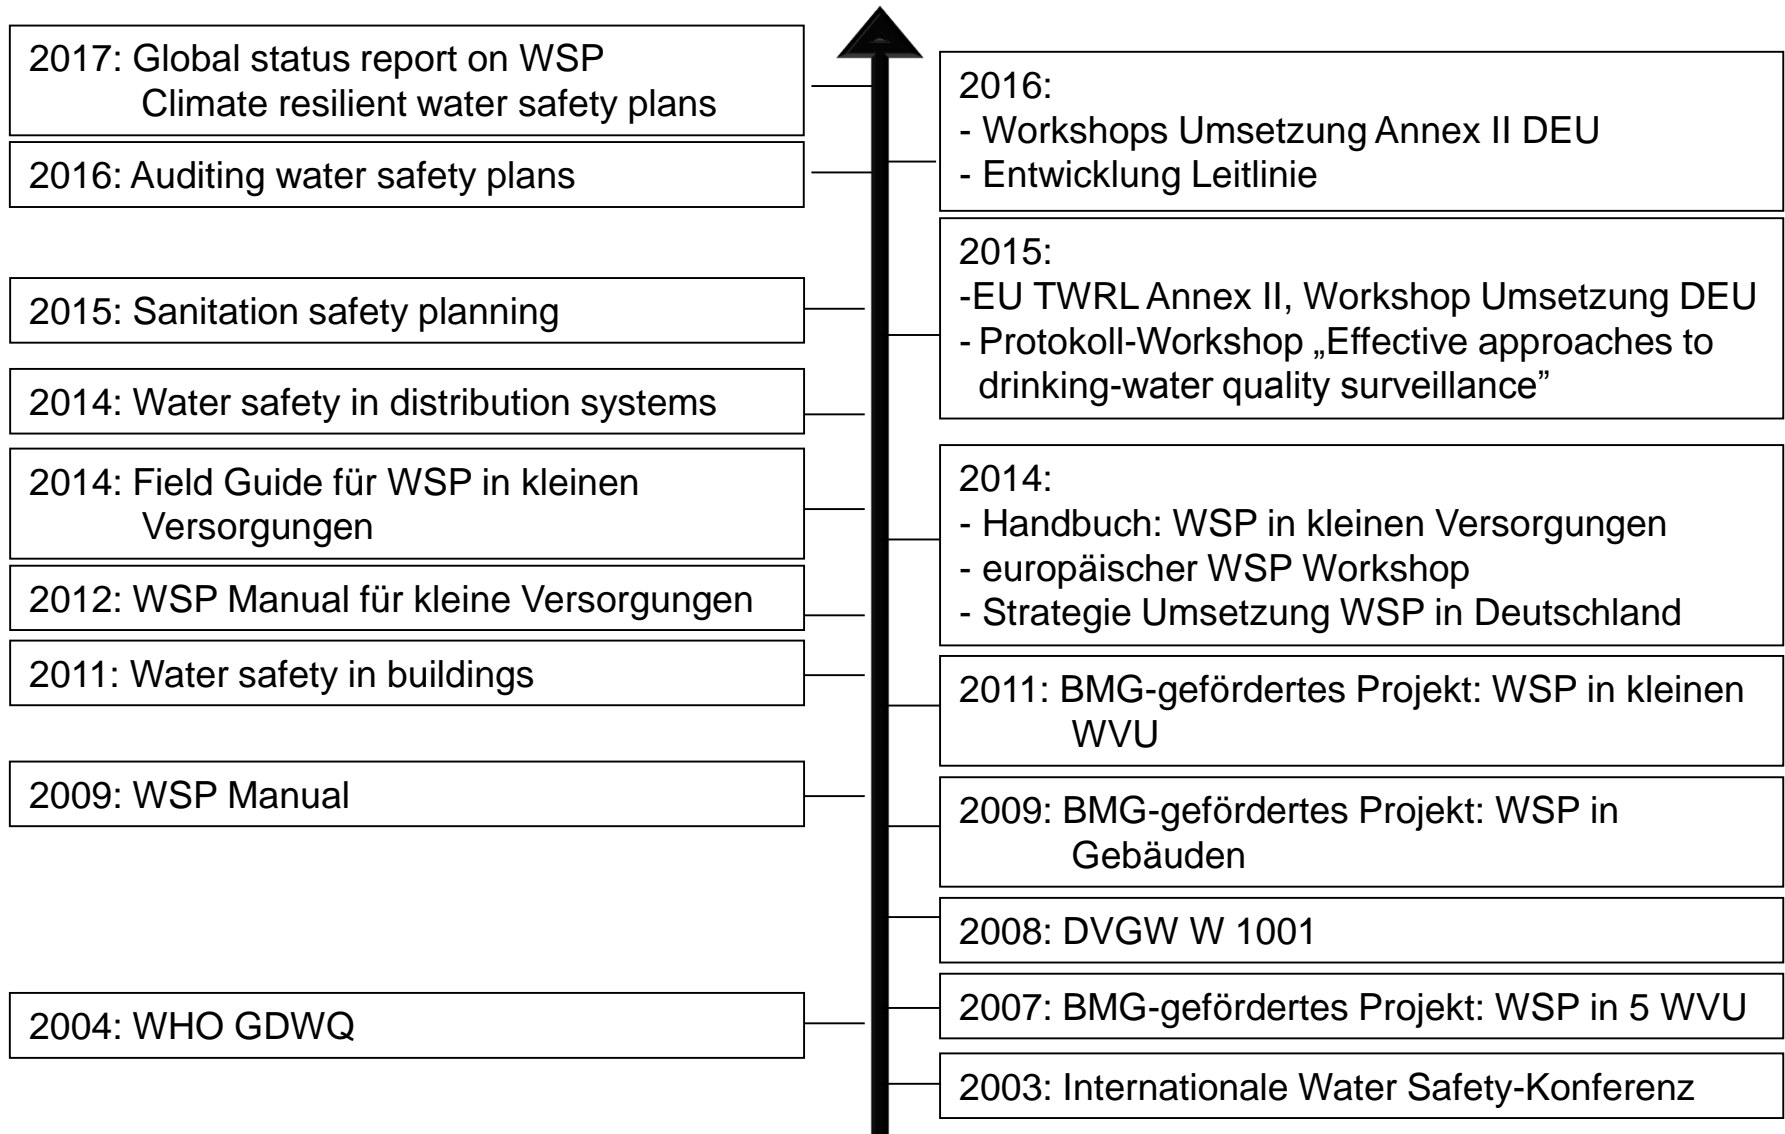 2017: Global status report on WSP
Climate resilient water safety plans
2016: Auditing water safety plans
2015: Sanitation safety planning
2014: Water safety in distribution systems
2014: Field Guide für WSP in kleinen
Versorgungen
2012: WSP Manual für kleine Versorgungen
2011: Water safety in buildings
2009: WSP Manual
2004: WHO GDWQ
2016:
- Workshops Umsetzung Annex II DEU
- Entwicklung Leitlinie
2015:
-EU TWRL Annex II, Workshop Umsetzung DEU
- Protokoll-Workshop „Effective approaches to
drinking-water quality surveillance”
2014:
- Handbuch: WSP in kleinen Versorgungen
- europäischer WSP Workshop
- Strategie Umsetzung WSP in Deutschland
2011: BMG-gefördertes Projekt: WSP in kleinen
WVU
2009: BMG-gefördertes Projekt: WSP in
Gebäuden
2008: DVGW W 1001
2007: BMG-gefördertes Projekt: WSP in 5 WVU
2003: Internationale Water Safety-Konferenz